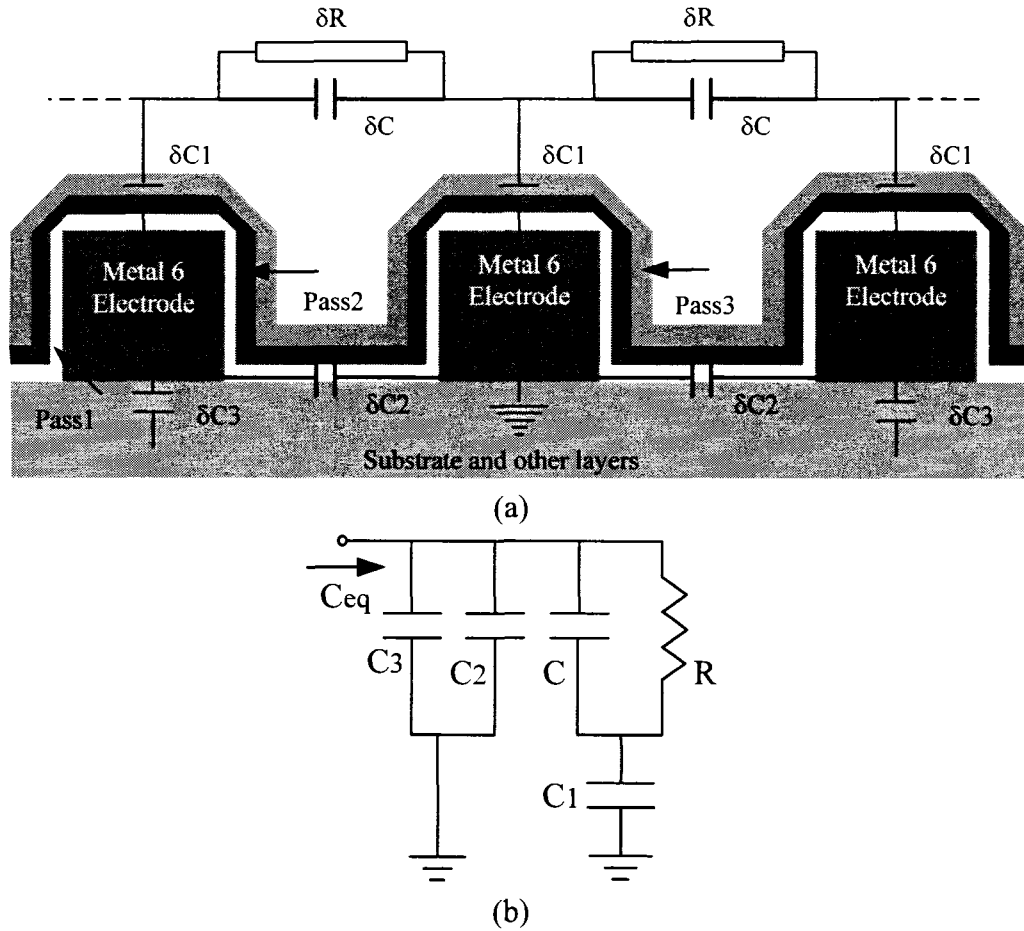 δR
δR
δC
δC
δC1
δC1
δC1
Metal 6
Electrode
Metal 6
Electrode
Metal 6
Electrode
Pass2
Pass3
Pass1
δC3
δC2
δC2
δC3
Substrate and other layers
(a)
Ceq
C3
C2
C
R
C1
(b)